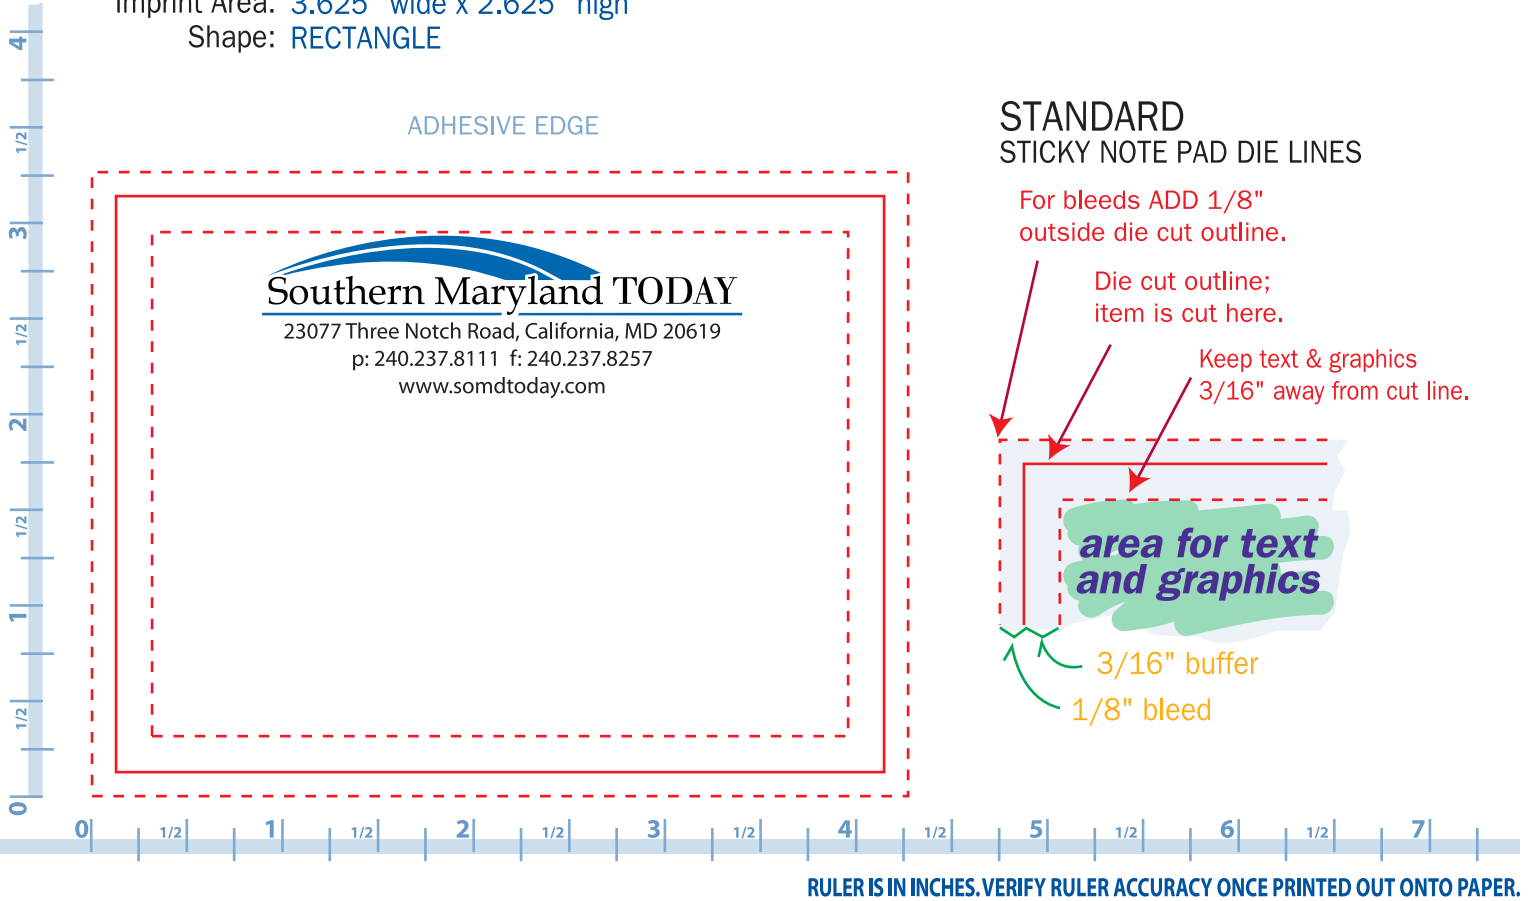 Imprint Area: 3.625" wide x 2.625" high
Shape: RECTANGLE
ADHESIVE EDGE
Southern Maryland TODAY
23077 Three Notch Road, California, MD 20619
p: 240.237.8111 f: 240.237.8257
www.somdtoday.com
STANDARD
STICKY NOTE PAD DIE LINES
For bleeds ADD 1/8"
outside die cut outline.
Die cut outline;
item is cut here.
Keep text & graphics
3/16" away from cut line.
area for text
and graphics
3/16" buffer
1/8" bleed
4
1/2
3
1/2
2
1/2
1
1/2
0
0 1/2 1 1/2 2 1/2 3 1/2 4 1/2 5 1/2 6 1/2 7
RULER IS IN INCHES. VERIFY RULER ACCURACY ONCE PRINTED OUT ONTO PAPER.